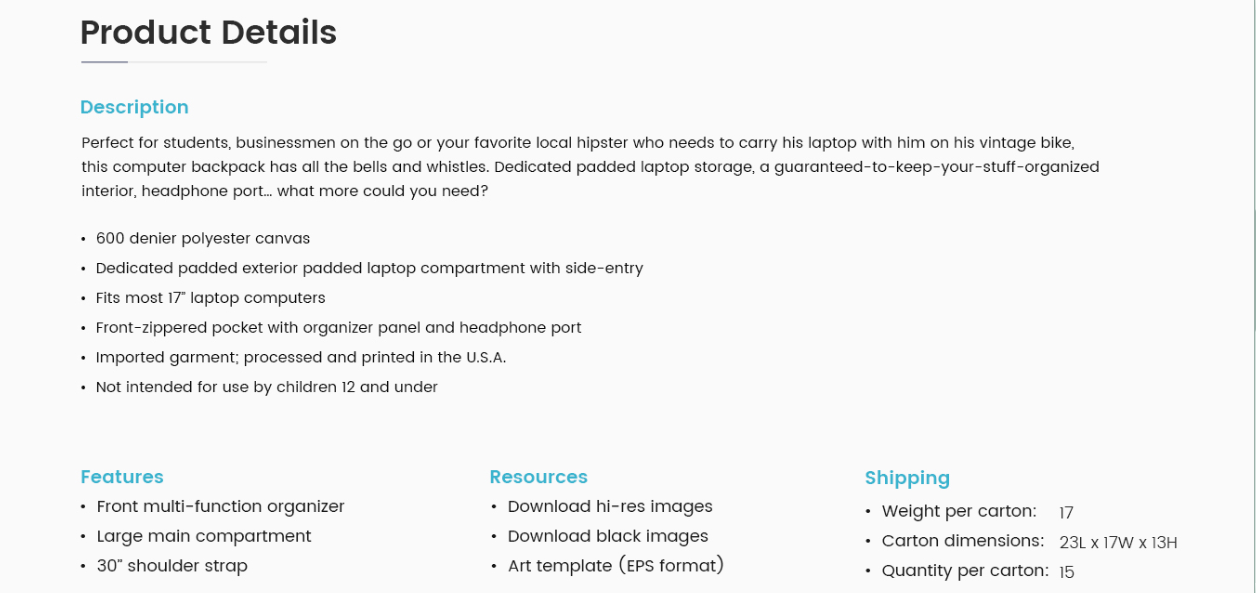 Product Details
Description
Perfect for students, businessmen on the go or your favorite local hipster who needs to carry his laptop with him on his vintage bike,
this computer backpack has all the bells and whistles. Dedicated padded laptop storage, a guaranteed-to-keep-your-stuff-organized
interior, headphone port... what more could you need?
• 600 denier polyester canvas
• Dedicated padded exterior padded laptop compartment with side-entry
• Fits most 17" laptop computers
• Front-zippered pocket with organizer panel and headphone port
• Imported garment; processed and printed in the U.S.A.
• Not intended for use by children 12 and under
Features
• Front multi-function organizer
• Large main compartment
• 30" shoulder strap
Resources
• Download hi-res images
• Download black images
• Art template (EPS format)
Shipping
• Weight per carton: 17
• Carton dimensions: 23L x 17W x 13H
• Quantity per carton: 15